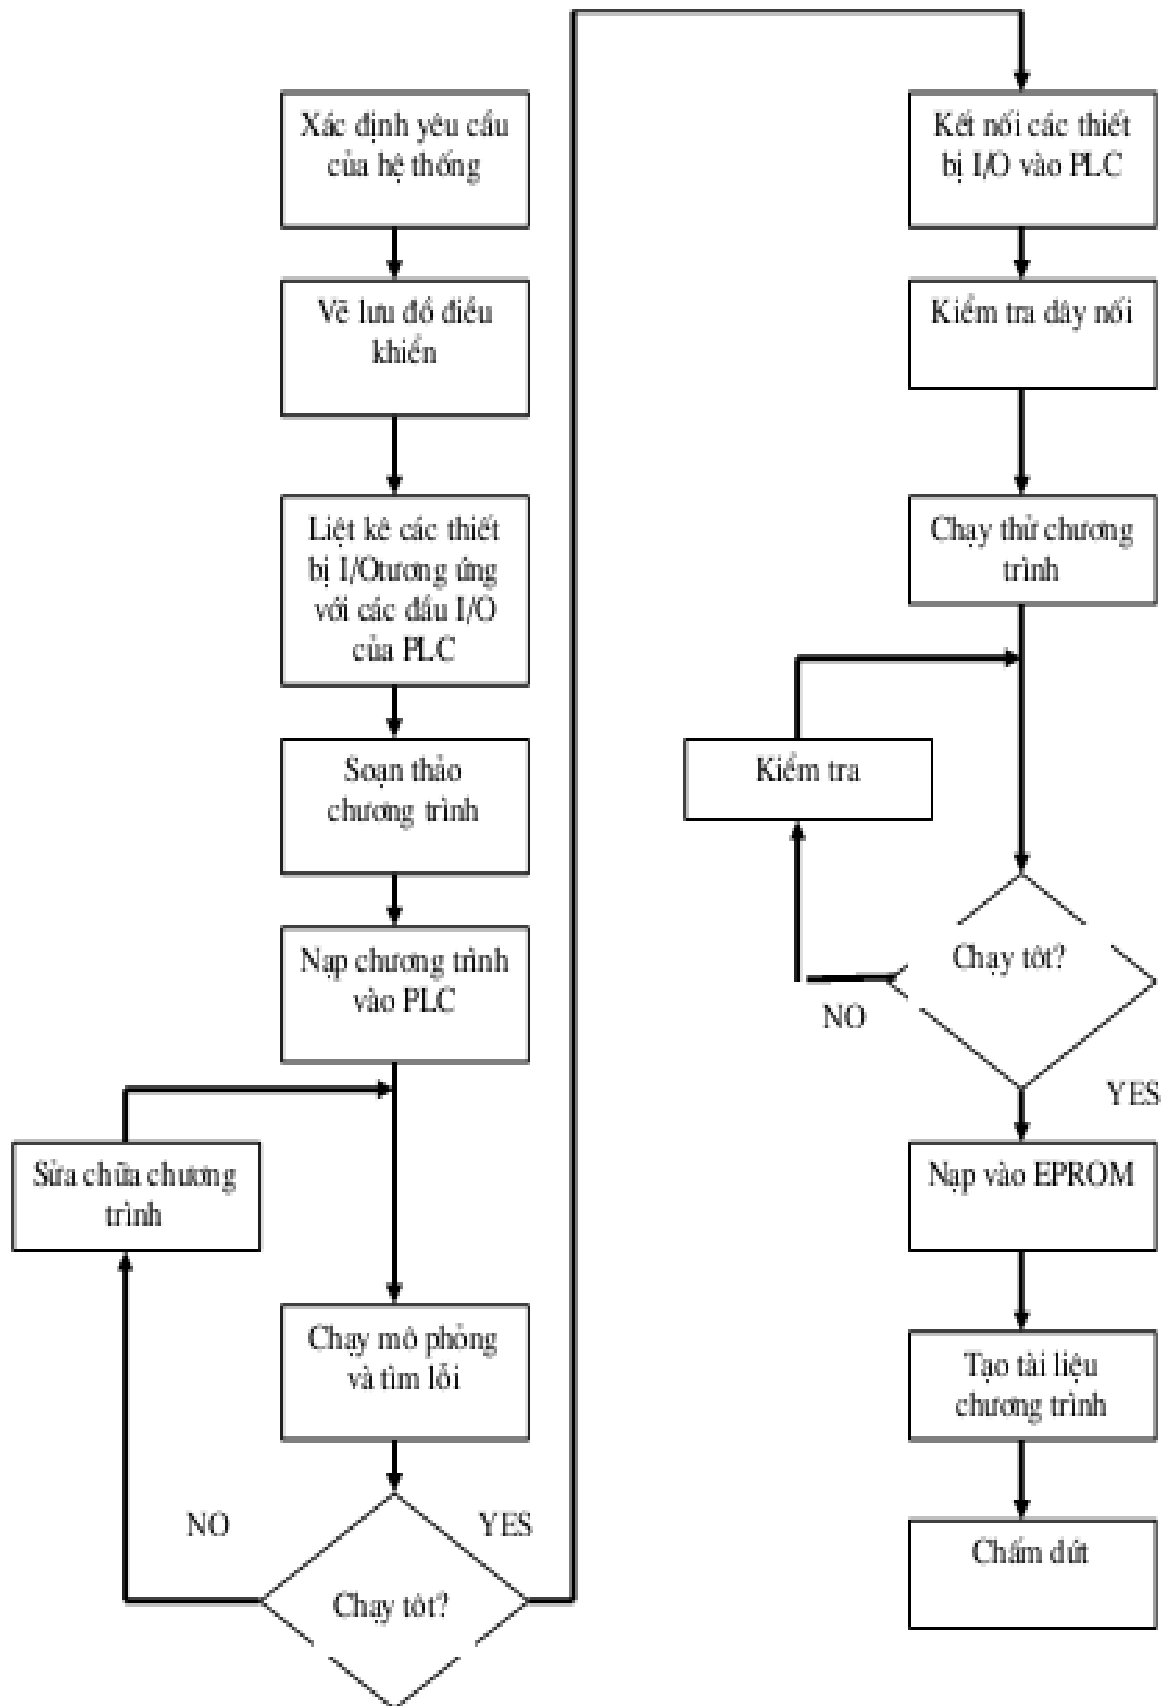 Xác định yêu cầu
của hệ thống
Vẽ lưu đồ điều
khiển
Liệt kê các thiết
bị I/Otương ứng
với các đầu I/O
của PLC
Soạn thảo
chương trình
Nạp chương trình
vào PLC
Sửa chữa chương
trình
Chạy mô phỏng
và tìm lỗi
NO
YES
Chạy tốt?
Kết nối các thiết
bị I/O vào PLC
Kiểm tra dây nối
Chạy thử chương
trình
Kiểm tra
Chạy tốt?
NO
YES
Nạp vào EPROM
Tạo tài liệu
chương trình
Chấm dứt